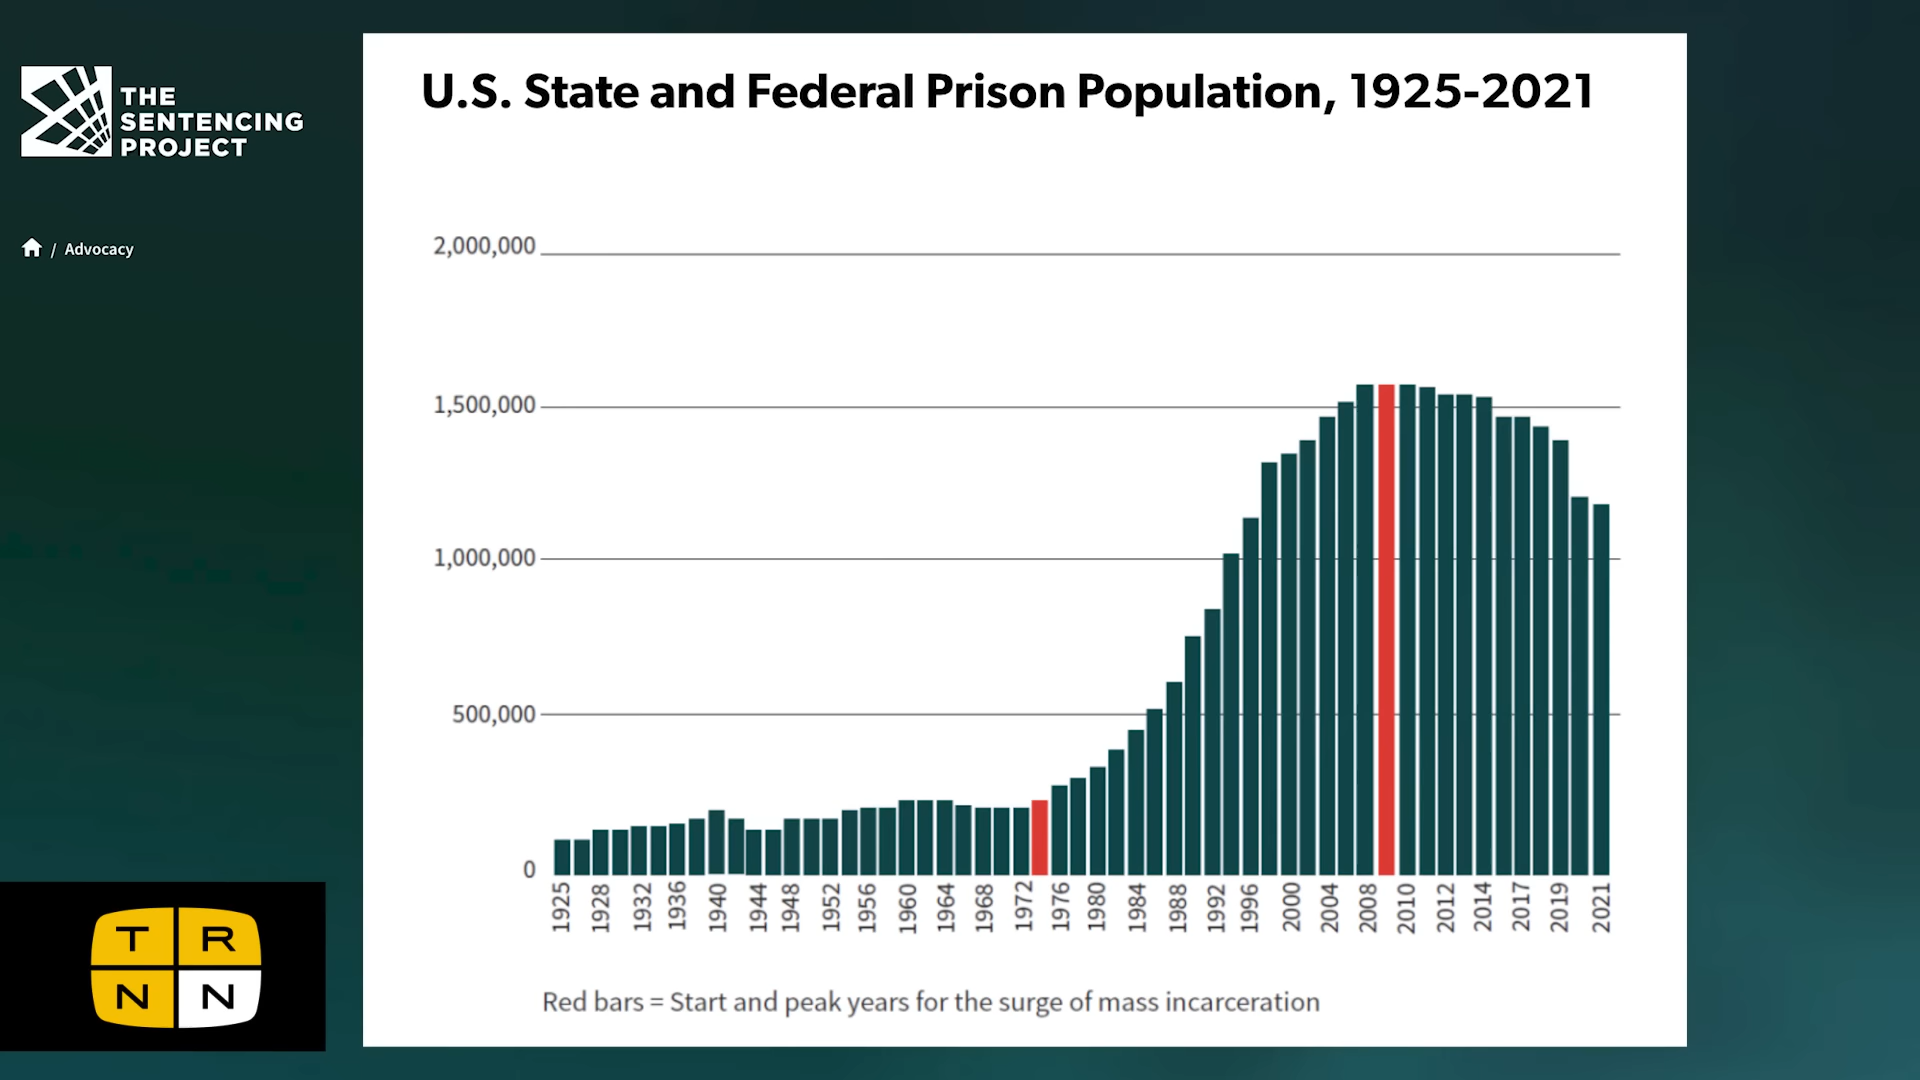 U.S. State and Federal Prison Population, 1925-2021
THE
SENTENCING
PROJECT
/ Advocacy
2,000,000
1,500,000
1,000,000
500,000
0
1925 1928 1932 1936 1940 1944 1948 1952 1956 1960 1964 1968 1972 1976 1980 1984 1988 1992 1996 2000 2004 2008 2010 2012 2014 2017 2019 2021
Red bars = Start and peak years for the surge of mass incarceration
T R
N N